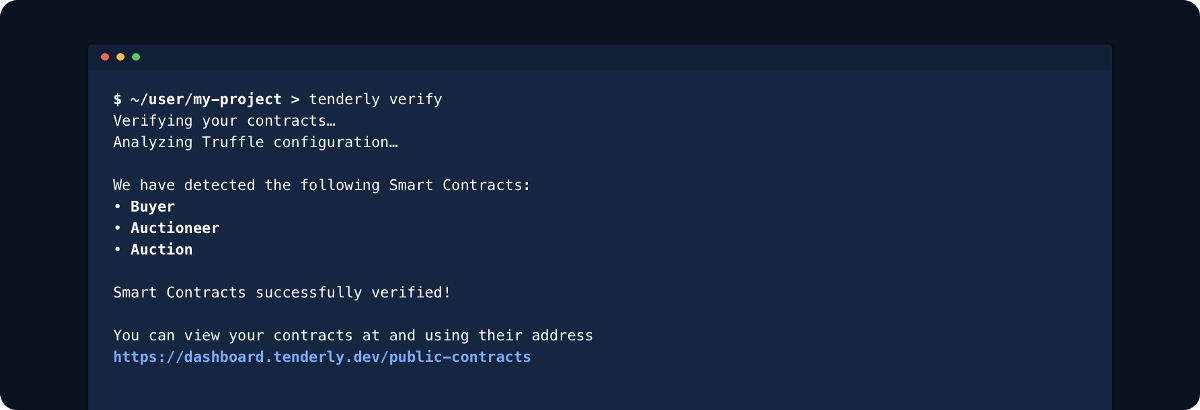 $ ~/user/my-project > tenderly verify
Verifying your contracts…
Analyzing Truffle configuration…
We have detected the following Smart Contracts:
• Buyer
• Auctioneer
• Auction
Smart Contracts successfully verified!
You can view your contracts at and using their address
https://dashboard.tenderly.dev/public-contracts